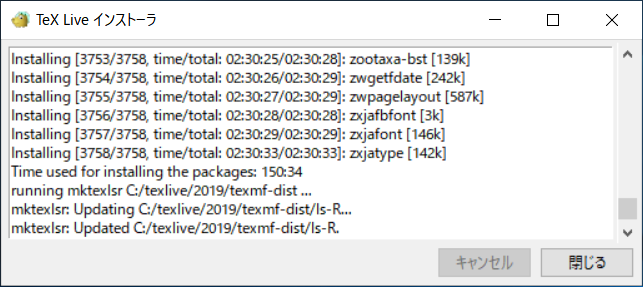 TeX Live インストーラ
Installing [3753/3758, time/total: 02:30:25/02:30:28]: zootaxa-bst [139k]
Installing [3754/3758, time/total: 02:30:26/02:30:29]: zwgetfdate [242k]
Installing [3755/3758, time/total: 02:30:27/02:30:29]: zwpagelayout [587k]
Installing [3756/3758, time/total: 02:30:28/02:30:28]: zxjafbfont [3k]
Installing [3757/3758, time/total: 02:30:29/02:30:29]: zxjafont [146k]
Installing [3758/3758, time/total: 02:30:33/02:30:33]: zxjatype [142k]
Time used for installing the packages: 150:34
running mktexlsr C:/texlive/2019/texmf-dist ...
mktexlsr: Updating C:/texlive/2019/texmf-dist/ls-R...
mktexlsr: Updated C:/texlive/2019/texmf-dist/ls-R.
キャンセル
閉じる